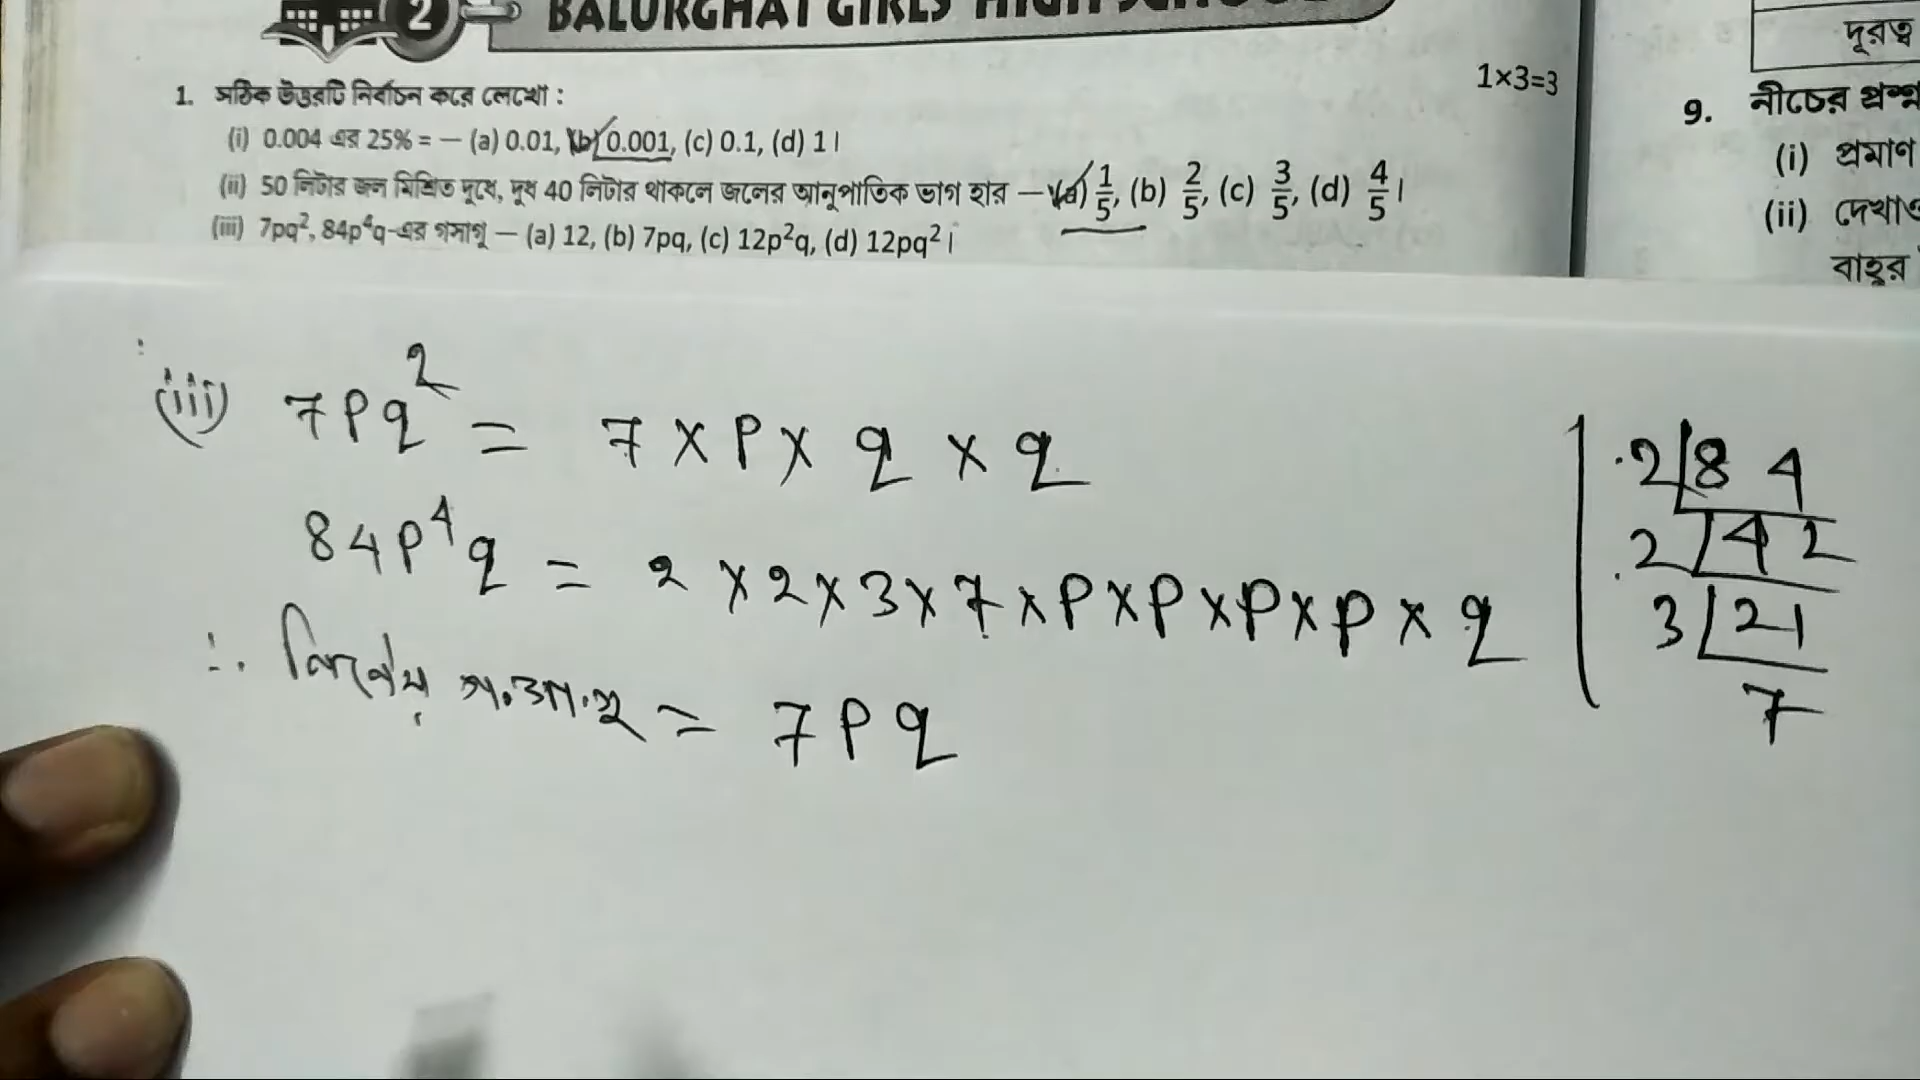 2 BALURGHAT GIRLS' HIGH SCHOOL
1. সঠিক উত্তরটি নির্বাচন করে লেখো : 1×3=3
(i) 0.004 এর 25% = — (a) 0.01, (b) 0.001, (c) 0.1, (d) 1।
(ii) 50 লিটার জল মিশ্রিত দুধে, দুধ 40 লিটার থাকলে জলের আনুপাতিক ভাগ হার — (a) 1/5, (b) 2/5, (c) 3/5, (d) 4/5।
(iii) 7pq², 84p⁴q-এর গসাগু — (a) 12, (b) 7pq, (c) 12p²q, (d) 12pq²।
দূরত্ব
9. নীচের প্রশ্ন
(i) প্রমাণ
(ii) দেখাও
বাহুর
(iii) 7pq² = 7 × p × q × q
84p⁴q = 2 × 2 × 3 × 7 × p × p × p × p × q
∴ নির্ণেয় গ.সা.গু = 7pq
2 84
2 42
3 21
7